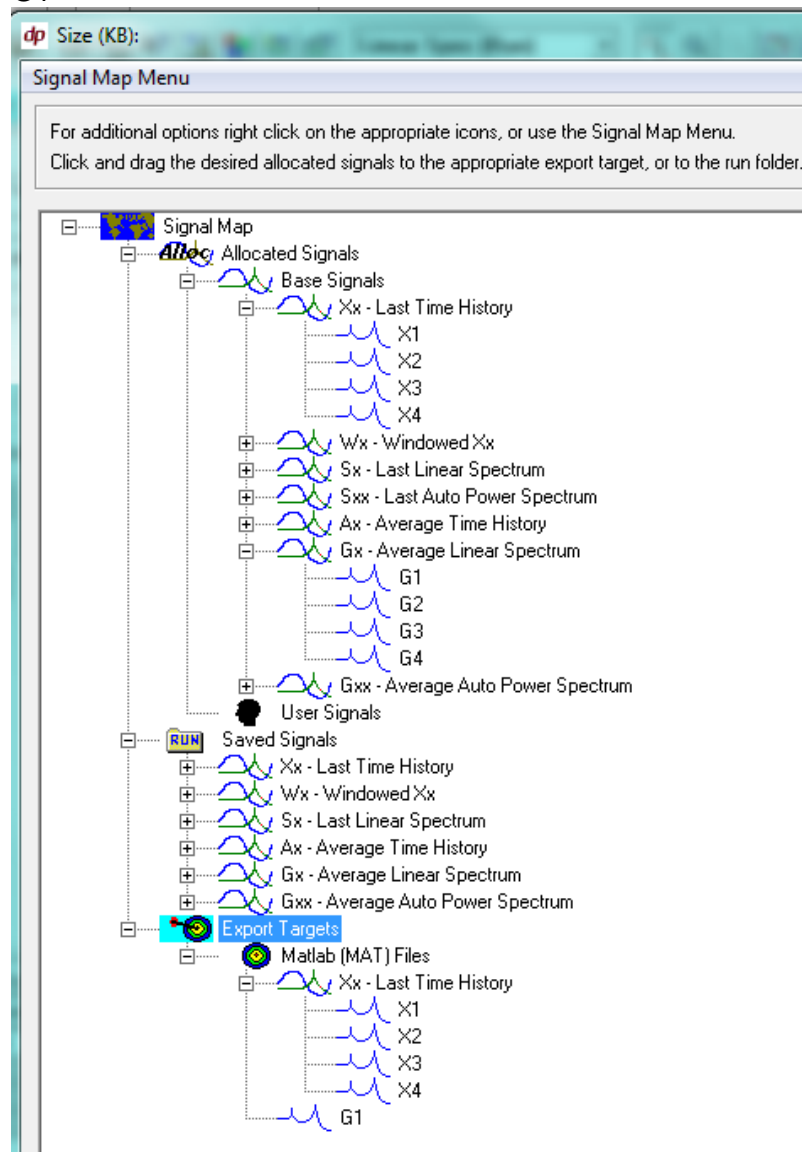 dp Size (KB):
Signal Map Menu
For additional options right click on the appropriate icons, or use the Signal Map Menu.
Click and drag the desired allocated signals to the appropriate export target, or to the run folder.
Signal Map
Alloc Allocated Signals
Base Signals
Xx - Last Time History
X1
X2
X3
X4
Wx - Windowed Xx
Sx - Last Linear Spectrum
Sxx - Last Auto Power Spectrum
Ax - Average Time History
Gx - Average Linear Spectrum
G1
G2
G3
G4
Gxx - Average Auto Power Spectrum
User Signals
RUN Saved Signals
Xx - Last Time History
Wx - Windowed Xx
Sx - Last Linear Spectrum
Ax - Average Time History
Gx - Average Linear Spectrum
Gxx - Average Auto Power Spectrum
Export Targets
Matlab (MAT) Files
Xx - Last Time History
X1
X2
X3
X4
G1